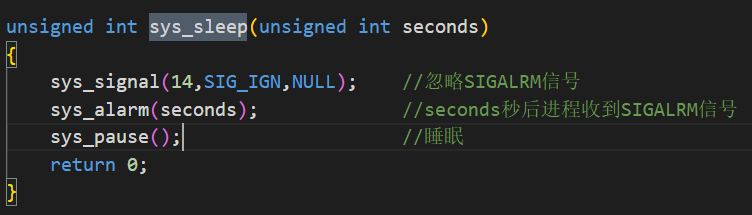 unsigned int sys_sleep(unsigned int seconds)
{
    sys_signal(14,SIG_IGN,NULL);    //忽略SIGALRM信号
    sys_alarm(seconds);             //seconds秒后进程收到SIGALRM信号
    sys_pause();                    //睡眠
    return 0;
}